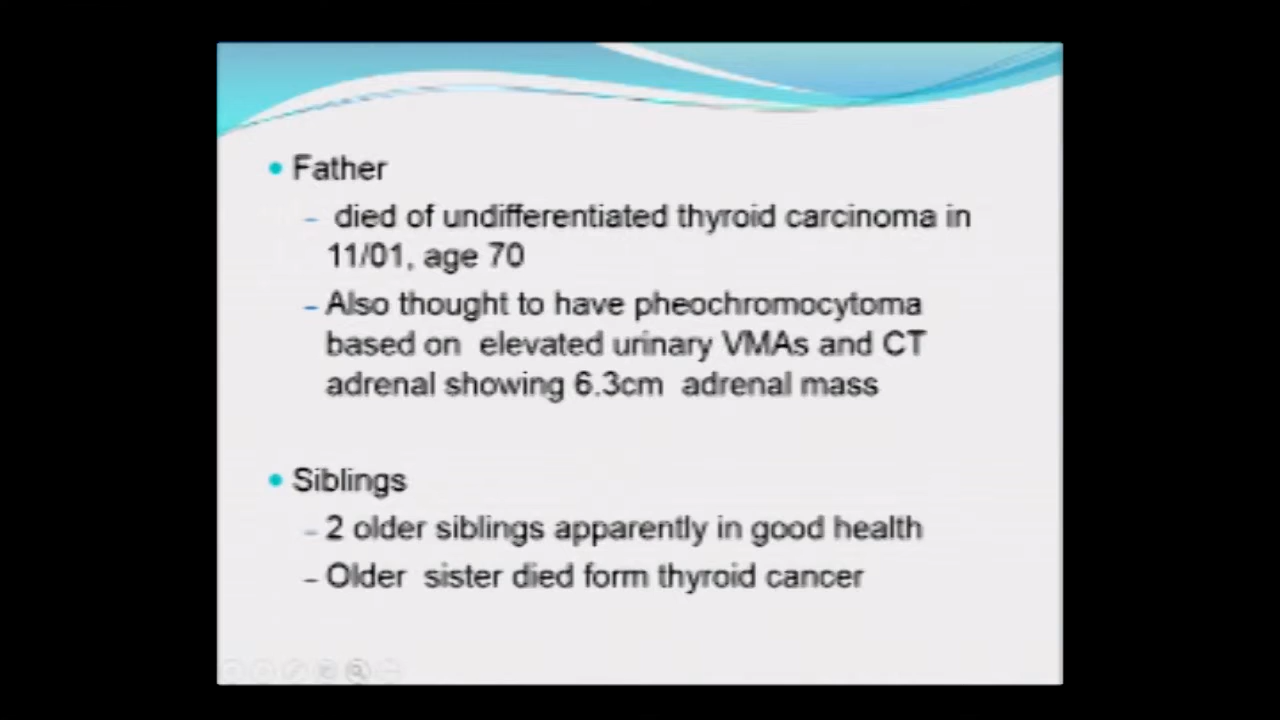 • Father
– died of undifferentiated thyroid carcinoma in
11/01, age 70
– Also thought to have pheochromocytoma
based on elevated urinary VMAs and CT
adrenal showing 6.3cm adrenal mass
• Siblings
– 2 older siblings apparently in good health
– Older sister died form thyroid cancer